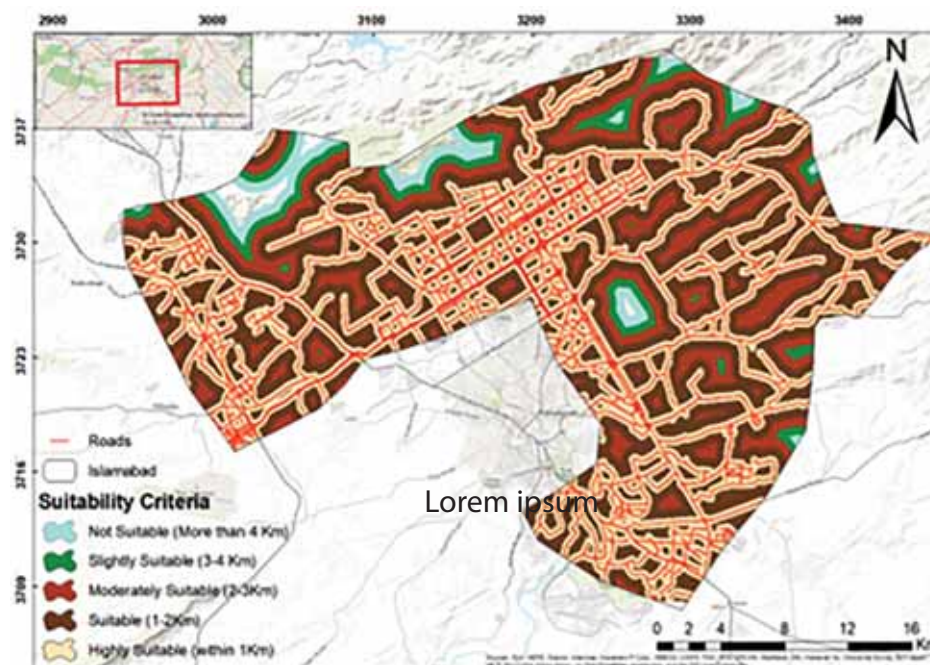 2900 3000 3100 3200 3300 3400
N
3737
3730
3723
3716
3709
Roads
Islamabad
Suitability Criteria
Not Suitable (More than 4 Km)
Slightly Suitable (3-4 Km)
Moderately Suitable (2-3Km)
Suitable (1-2Km)
Highly Suitable (within 1Km)
Lorem ipsum
0 2 4 8 12 16
Km